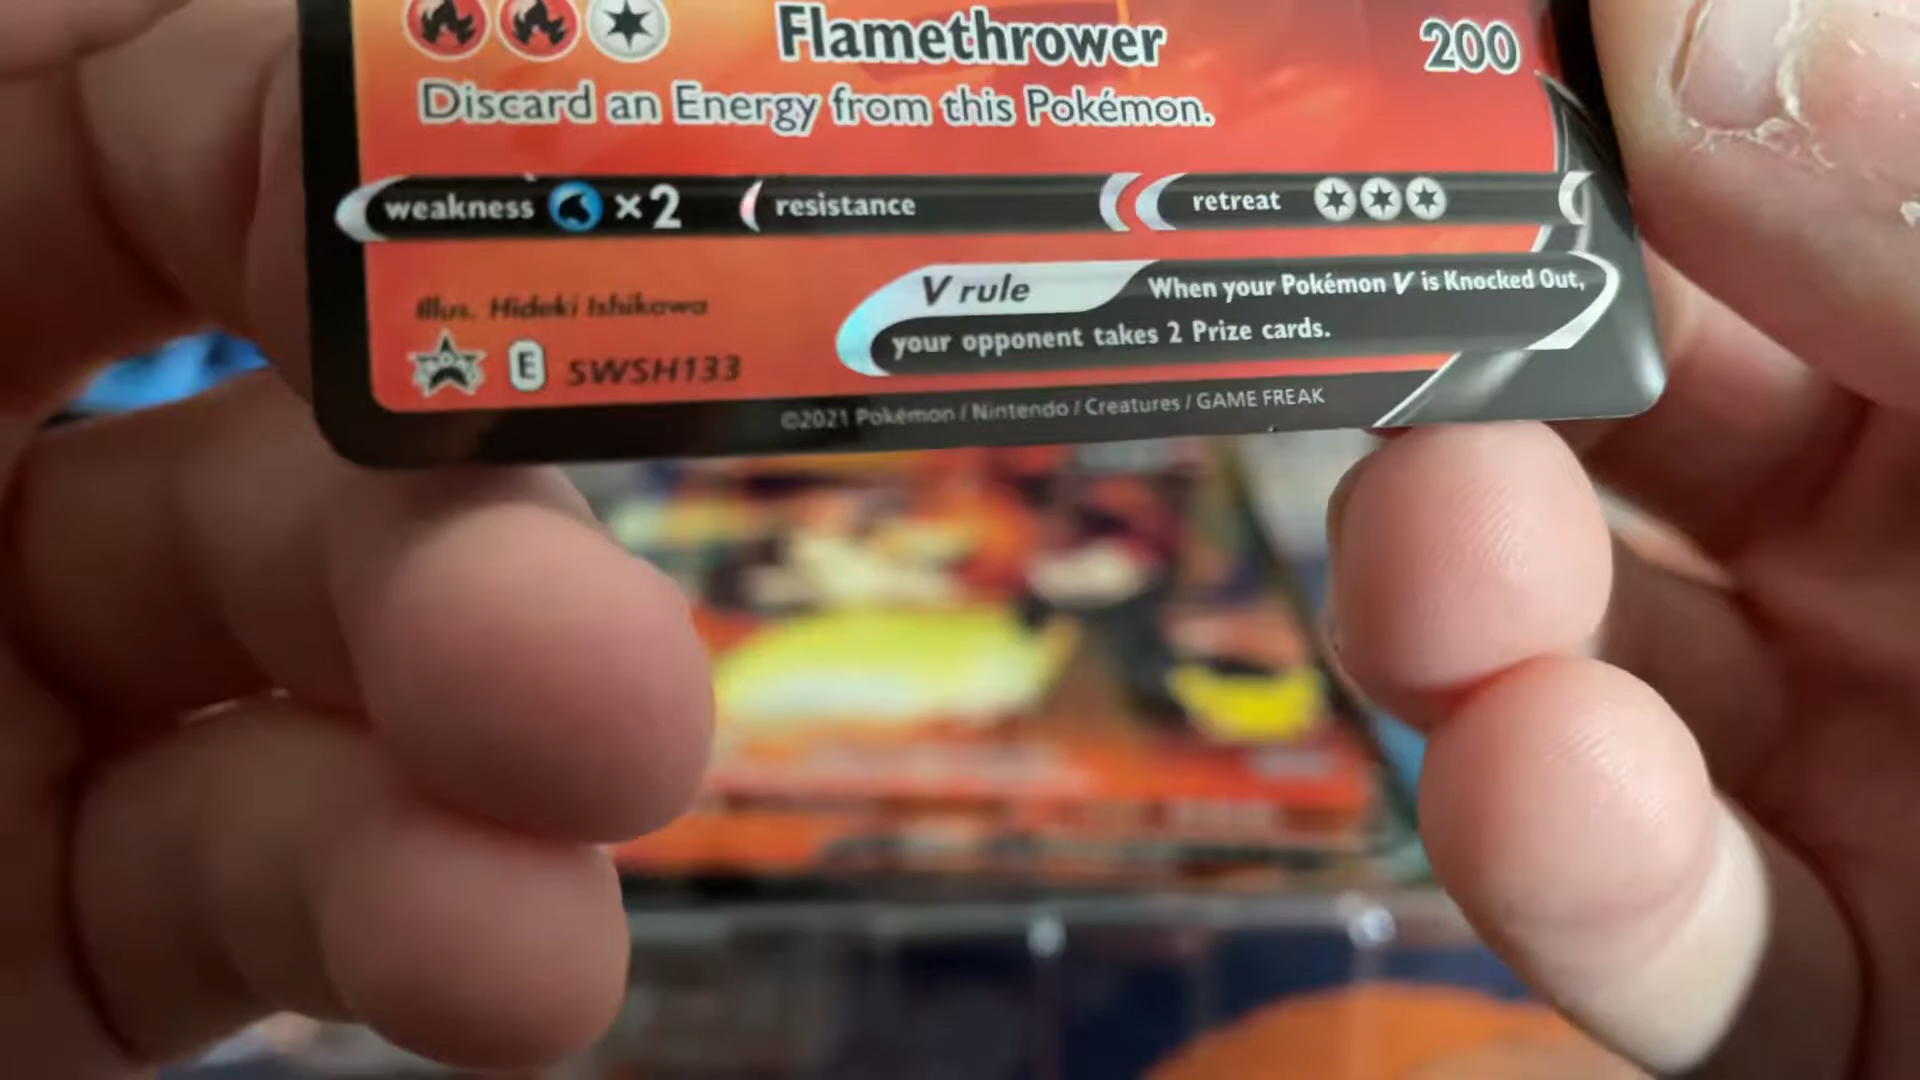 Flamethrower 200
Discard an Energy from this Pokémon.
weakness ×2 resistance retreat
V rule When your Pokémon V is Knocked Out,
your opponent takes 2 Prize cards.
Illus. Hideki Ishikawa
E SWSH133
©2021 Pokémon / Nintendo / Creatures / GAME FREAK